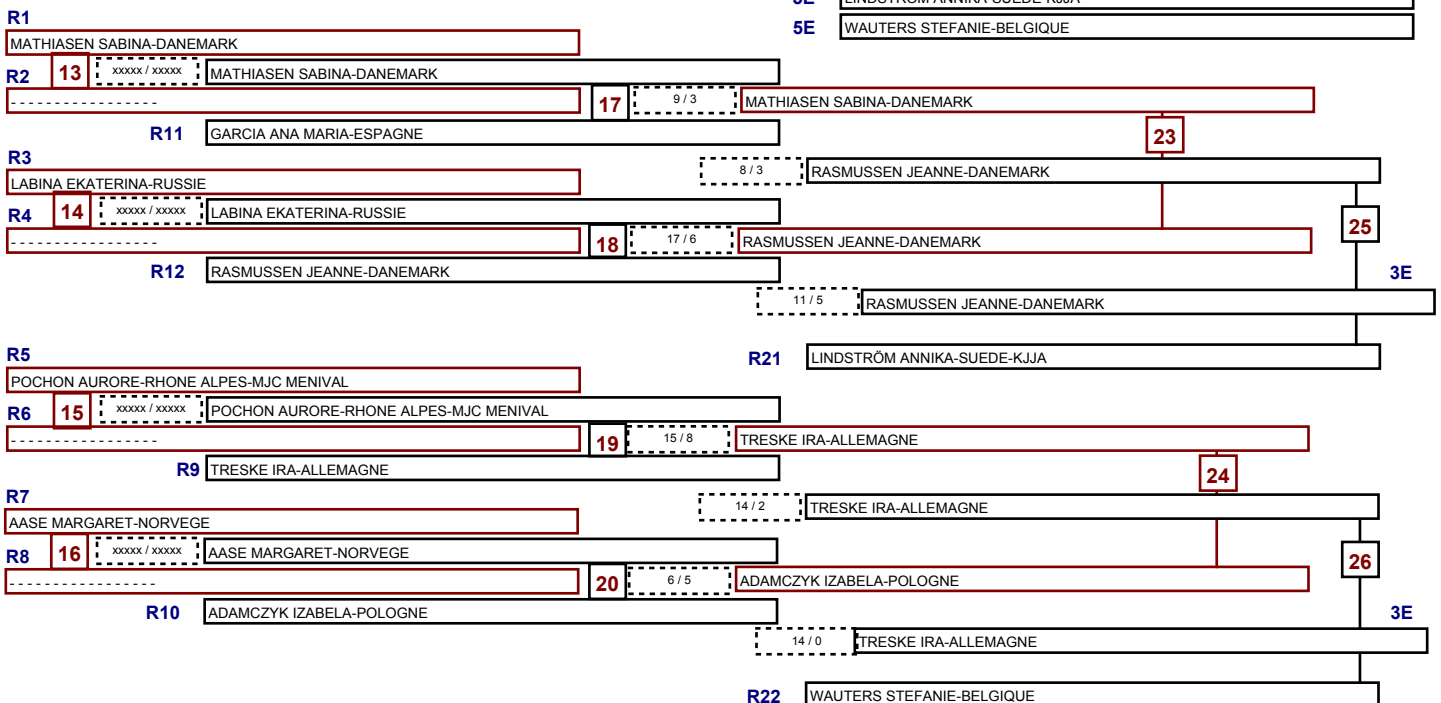 5E LINDSTRÖM ANNIKA-SUEDE-KJJA
R1
5E WAUTERS STEFANIE-BELGIQUE
MATHIASEN SABINA-DANEMARK
R2 13 xxxxx / xxxxx MATHIASEN SABINA-DANEMARK
- - - - - - - - - - - - - - - - - 17 9 / 3 MATHIASEN SABINA-DANEMARK
R11 GARCIA ANA MARIA-ESPAGNE
23
R3
8 / 3 RASMUSSEN JEANNE-DANEMARK
LABINA EKATERINA-RUSSIE
R4 14 xxxxx / xxxxx LABINA EKATERINA-RUSSIE
25
- - - - - - - - - - - - - - - - - 18 17 / 6 RASMUSSEN JEANNE-DANEMARK
R12 RASMUSSEN JEANNE-DANEMARK
3E
11 / 5 RASMUSSEN JEANNE-DANEMARK
R5
R21 LINDSTRÖM ANNIKA-SUEDE-KJJA
POCHON AURORE-RHONE ALPES-MJC MENIVAL
R6 15 xxxxx / xxxxx POCHON AURORE-RHONE ALPES-MJC MENIVAL
- - - - - - - - - - - - - - - - - 19 15 / 8 TRESKE IRA-ALLEMAGNE
R9 TRESKE IRA-ALLEMAGNE
24
R7
14 / 2 TRESKE IRA-ALLEMAGNE
AASE MARGARET-NORVEGE
R8 16 xxxxx / xxxxx AASE MARGARET-NORVEGE
26
- - - - - - - - - - - - - - - - - 20 6 / 5 ADAMCZYK IZABELA-POLOGNE
R10 ADAMCZYK IZABELA-POLOGNE
3E
14 / 0 TRESKE IRA-ALLEMAGNE
R22 WAUTERS STEFANIE-BELGIQUE